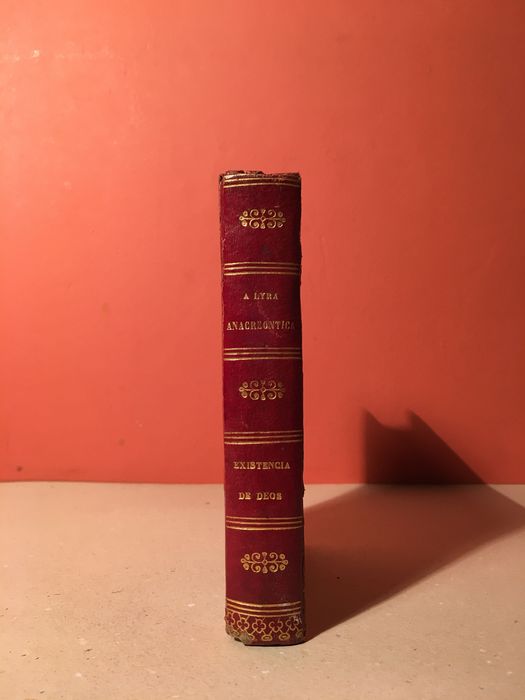 A LYRA
ANACREONTICA
EXISTENCIA
DE DEOS